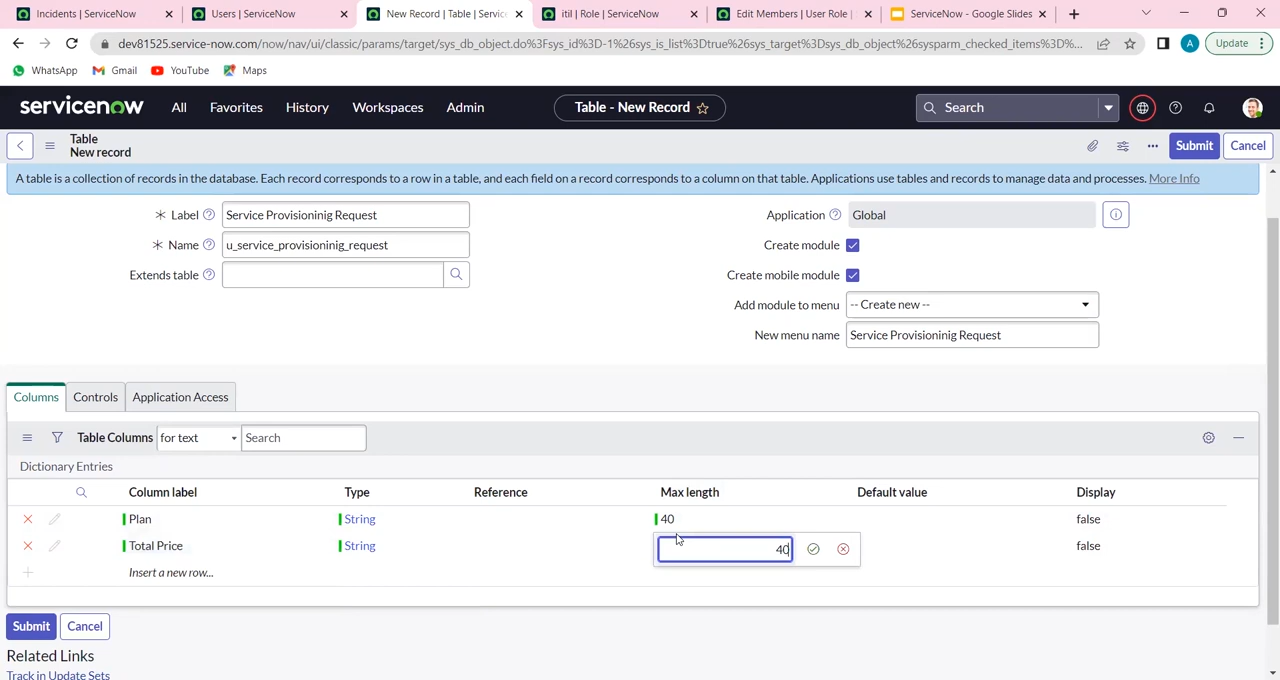 Incidents | ServiceNow
Users | ServiceNow
New Record | Table | Service
itil | Role | ServiceNow
Edit Members | User Role |
ServiceNow - Google Slides
dev81525.service-now.com/now/nav/ui/classic/params/target/sys_db_object.do%3Fsys_id%3D-1%26sys_is_list%3Dtrue%26sys_target%3Dsys_db_object%26sysparm_checked_items%3D%...
A
Update
WhatsApp
Gmail
YouTube
Maps
servicenow
All
Favorites
History
Workspaces
Admin
Table - New Record
Search
Table
New record
Submit
Cancel
A table is a collection of records in the database. Each record corresponds to a row in a table, and each field on a record corresponds to a column on that table. Applications use tables and records to manage data and processes. More Info
Label Service Provisioninig Request
Application Global
Name u_service_provisioninig_request
Create module
Extends table
Create mobile module
Add module to menu -- Create new --
New menu name Service Provisioninig Request
Columns
Controls
Application Access
Table Columns for text Search
Dictionary Entries
Column label Type Reference Max length Default value Display
Plan String 40 false
Total Price String 40 false
Insert a new row...
Submit
Cancel
Related Links
Track in Update Sets